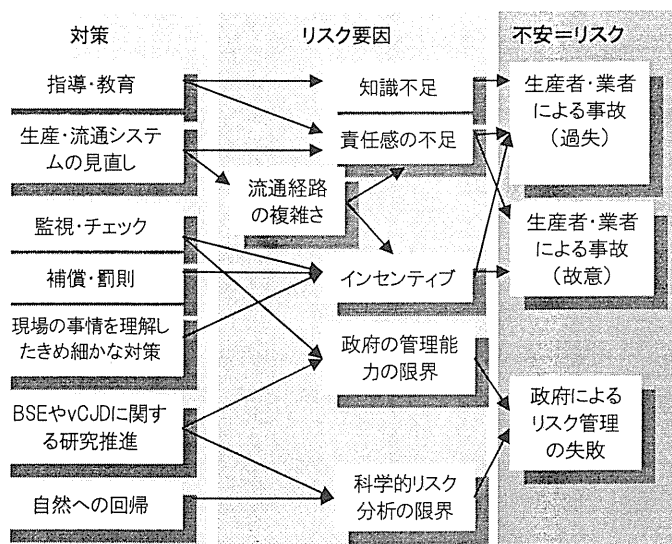 対策
リスク要因
不安=リスク
指導・教育
生産・流通システ
ムの見直し
監視・チェック
補償・罰則
現場の事情を理解し
たきめ細かな対策
BSEやvCJDに関す
る研究推進
自然への回帰
知識不足
責任感の不足
流通経路
の複雑さ
インセンティブ
政府の管理能
力の限界
科学的リスク
分析の限界
生産者・業者
による事故
(過失)
生産者・業者
による事故
(故意)
政府による
リスク管理
の失敗